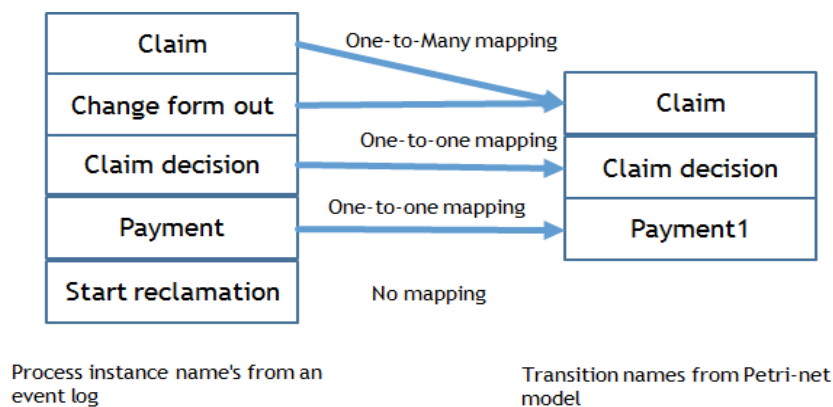 Claim
One-to-Many mapping
Change form out
Claim
One-to-one mapping
Claim decision
Claim decision
One-to-one mapping
Payment
Payment1
Start reclamation
No mapping
Process instance name's from an
event log
Transition names from Petri-net
model